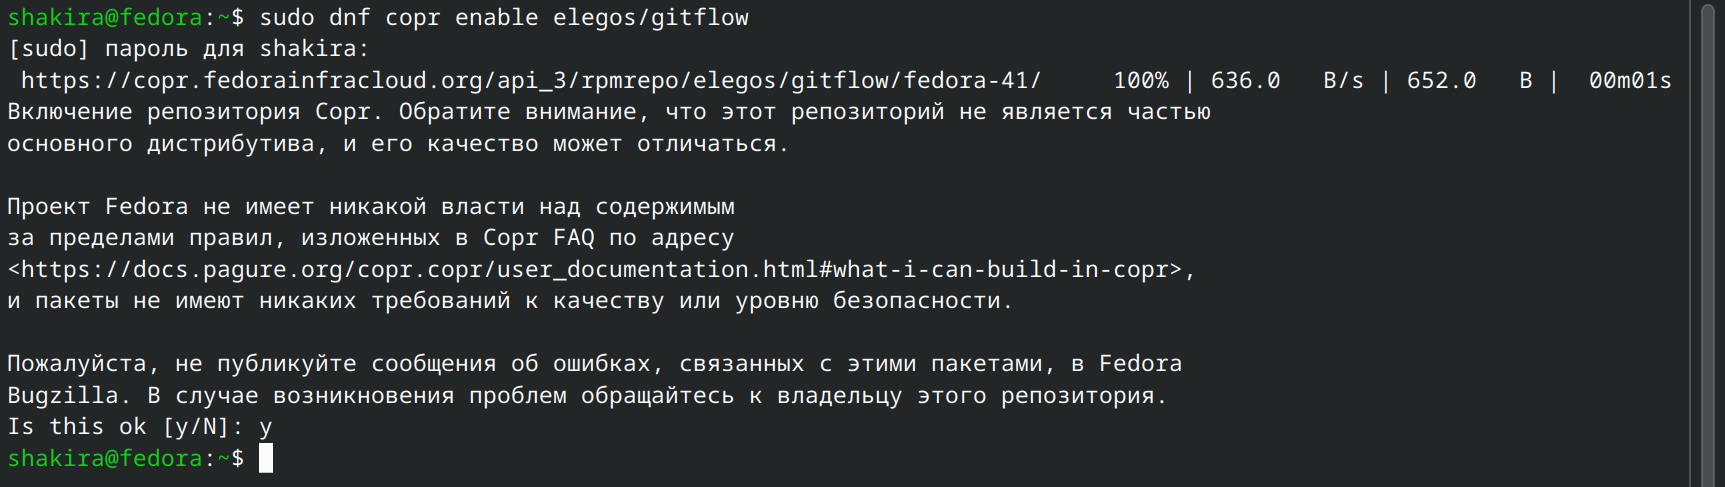 shakira@fedora:~$ sudo dnf copr enable elegos/gitflow
[sudo] пароль для shakira:
https://copr.fedorainfracloud.org/api_3/rpmrepo/elegos/gitflow/fedora-41/ 100% | 636.0 B/s | 652.0 B | 00m01s
Включение репозитория Copr. Обратите внимание, что этот репозиторий не является частью
основного дистрибутива, и его качество может отличаться.
Проект Fedora не имеет никакой власти над содержимым
за пределами правил, изложенных в Copr FAQ по адресу
<https://docs.pagure.org/copr.copr/user_documentation.html#what-i-can-build-in-copr>,
и пакеты не имеют никаких требований к качеству или уровню безопасности.
Пожалуйста, не публикуйте сообщения об ошибках, связанных с этими пакетами, в Fedora
Bugzilla. В случае возникновения проблем обращайтесь к владельцу этого репозитория.
Is this ok [y/N]: y
shakira@fedora:~$